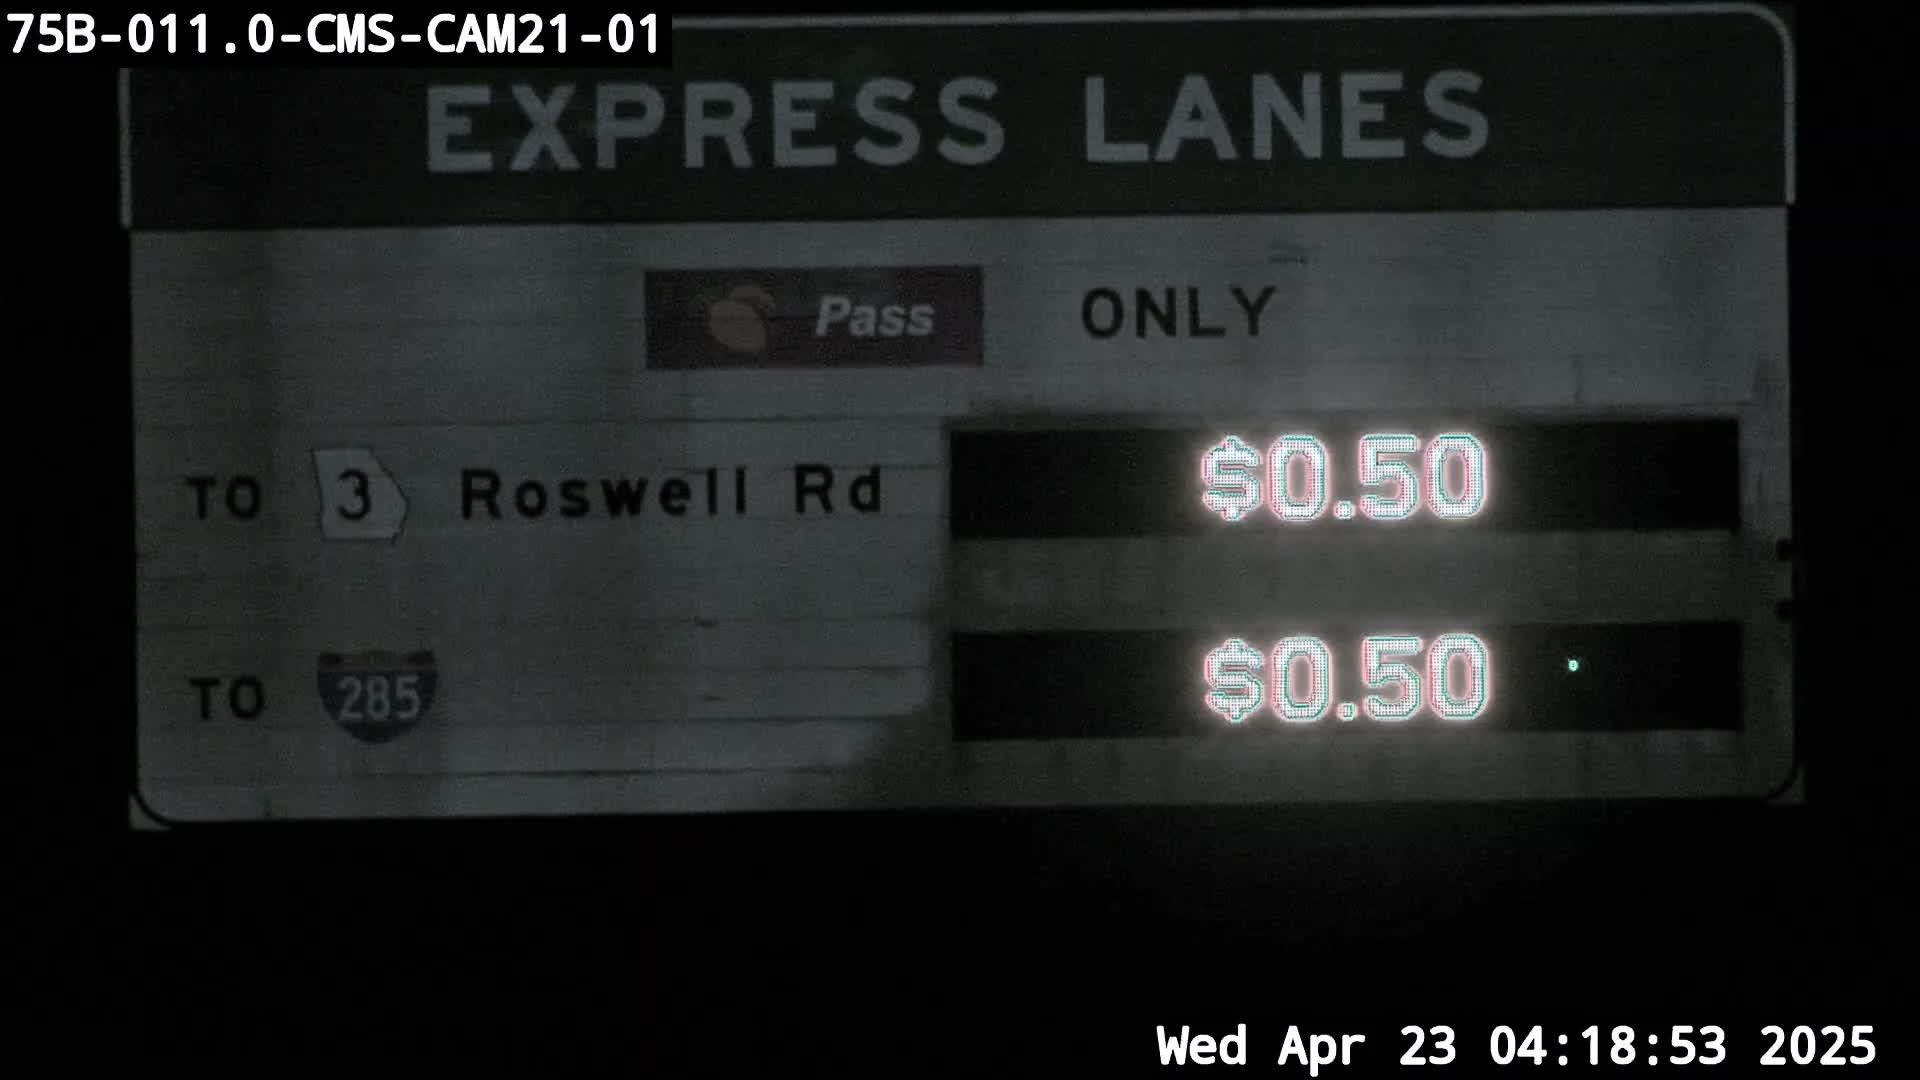 75B-011.0-CMS-CAM21-01
EXPRESS LANES
Pass ONLY
TO 3 Roswell Rd $0.50
TO 285 $0.50
Wed Apr 23 04:18:53 2025